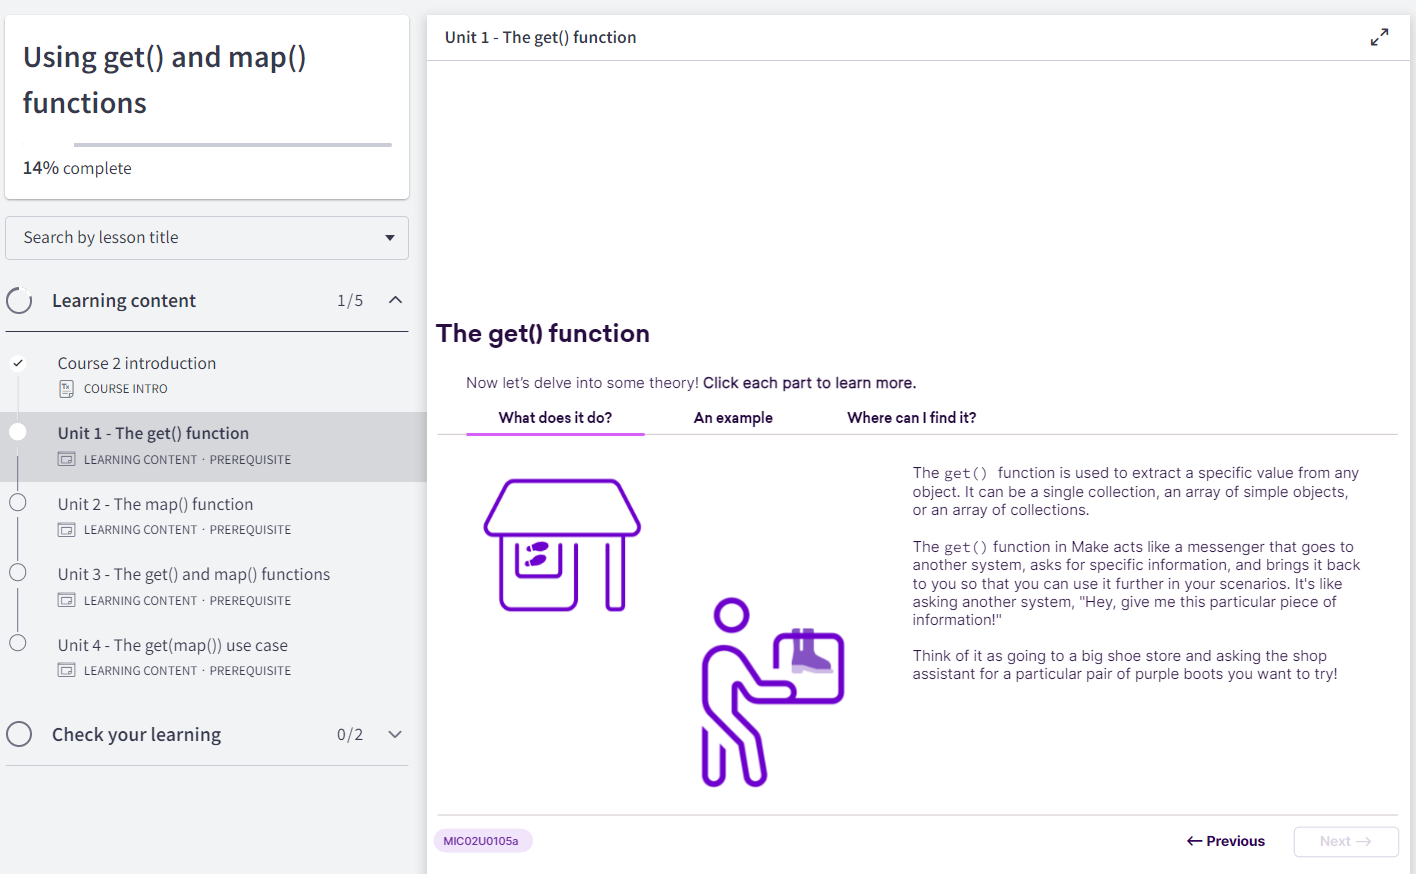 Using get() and map()
functions
14% complete
Search by lesson title
Learning content 1/5
Course 2 introduction
COURSE INTRO
Unit 1 - The get() function
LEARNING CONTENT · PREREQUISITE
Unit 2 - The map() function
LEARNING CONTENT · PREREQUISITE
Unit 3 - The get() and map() functions
LEARNING CONTENT · PREREQUISITE
Unit 4 - The get(map()) use case
LEARNING CONTENT · PREREQUISITE
Check your learning 0/2
Unit 1 - The get() function
The get() function
Now let's delve into some theory! Click each part to learn more.
What does it do? An example Where can I find it?
The get() function is used to extract a specific value from any
object. It can be a single collection, an array of simple objects,
or an array of collections.
The get() function in Make acts like a messenger that goes to
another system, asks for specific information, and brings it back
to you so that you can use it further in your scenarios. It's like
asking another system, "Hey, give me this particular piece of
information!"
Think of it as going to a big shoe store and asking the shop
assistant for a particular pair of purple boots you want to try!
MIC02U0105a
← Previous Next →